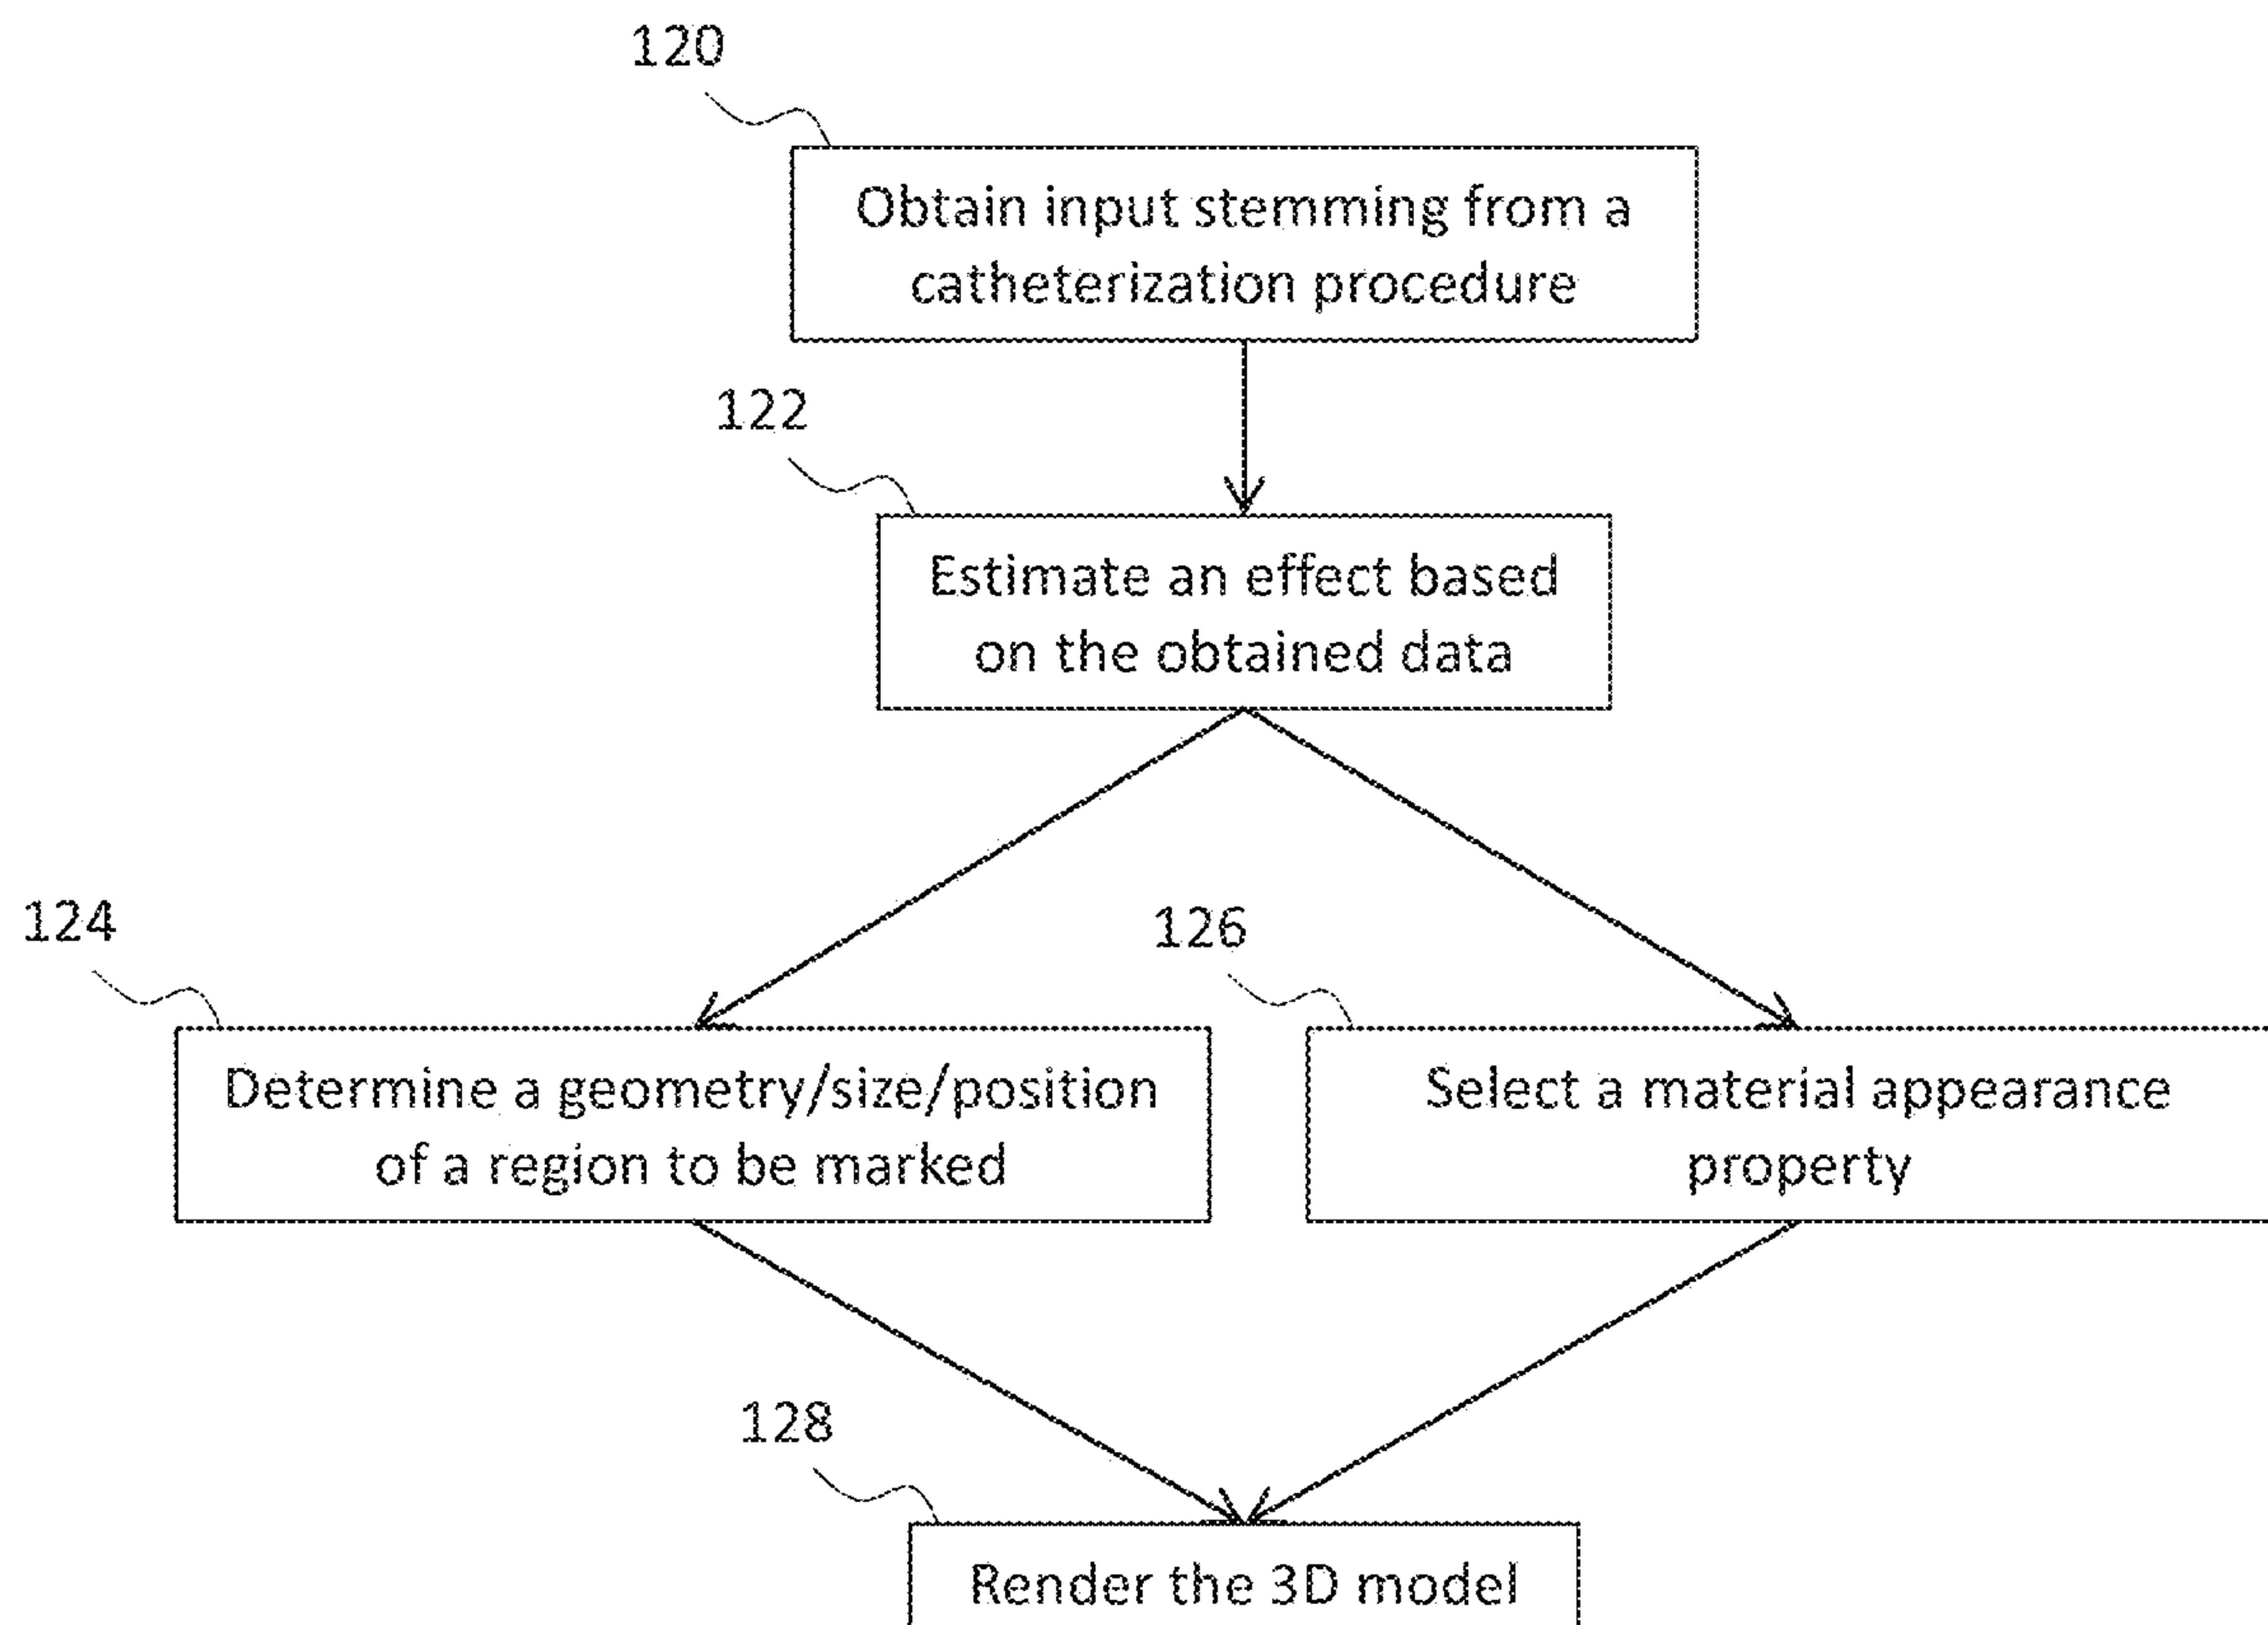 120
Obtain input stemming from a
catheterization procedure
122
Estimate an effect based
on the obtained data
124
Determine a geometry/size/position
of a region to be marked
126
Select a material appearance
property
128
Render the 3D model